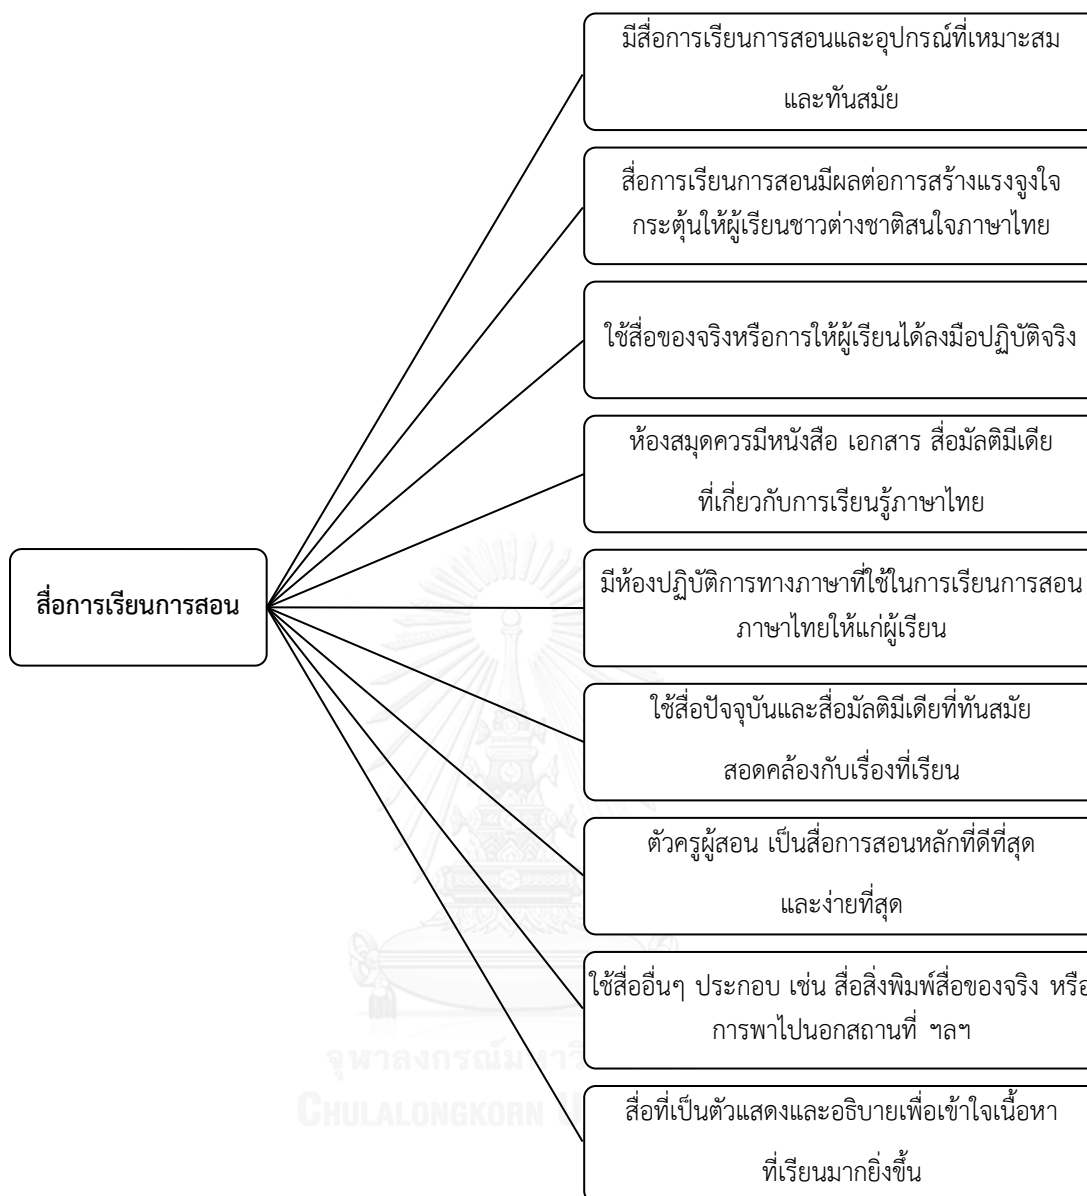 มีสื่อการเรียนการสอนและอุปกรณ์ที่เหมาะสม
และทันสมัย
สื่อการเรียนการสอนมีผลต่อการสร้างแรงจูงใจ
กระตุ้นให้ผู้เรียนชาวต่างชาติสนใจภาษาไทย
ใช้สื่อของจริงหรือการให้ผู้เรียนได้ลงมือปฏิบัติจริง
ห้องสมุดควรมีหนังสือ เอกสาร สื่อมัลติมีเดีย
ที่เกี่ยวกับการเรียนรู้ภาษาไทย
สื่อการเรียนการสอน
มีห้องปฏิบัติการทางภาษาที่ใช้ในการเรียนการสอน
ภาษาไทยให้แก่ผู้เรียน
ใช้สื่อปัจจุบันและสื่อมัลติมีเดียที่ทันสมัย
สอดคล้องกับเรื่องที่เรียน
ตัวครูผู้สอน เป็นสื่อการสอนหลักที่ดีที่สุด
และง่ายที่สุด
ใช้สื่ออื่นๆ ประกอบ เช่น สื่อสิ่งพิมพ์สื่อของจริง หรือ
การพาไปนอกสถานที่ ฯลฯ
จุฬาลงกรณ์มหาวิ
CHULALONGKORN U
สื่อที่เป็นตัวแสดงและอธิบายเพื่อเข้าใจเนื้อหา
ที่เรียนมากยิ่งขึ้น